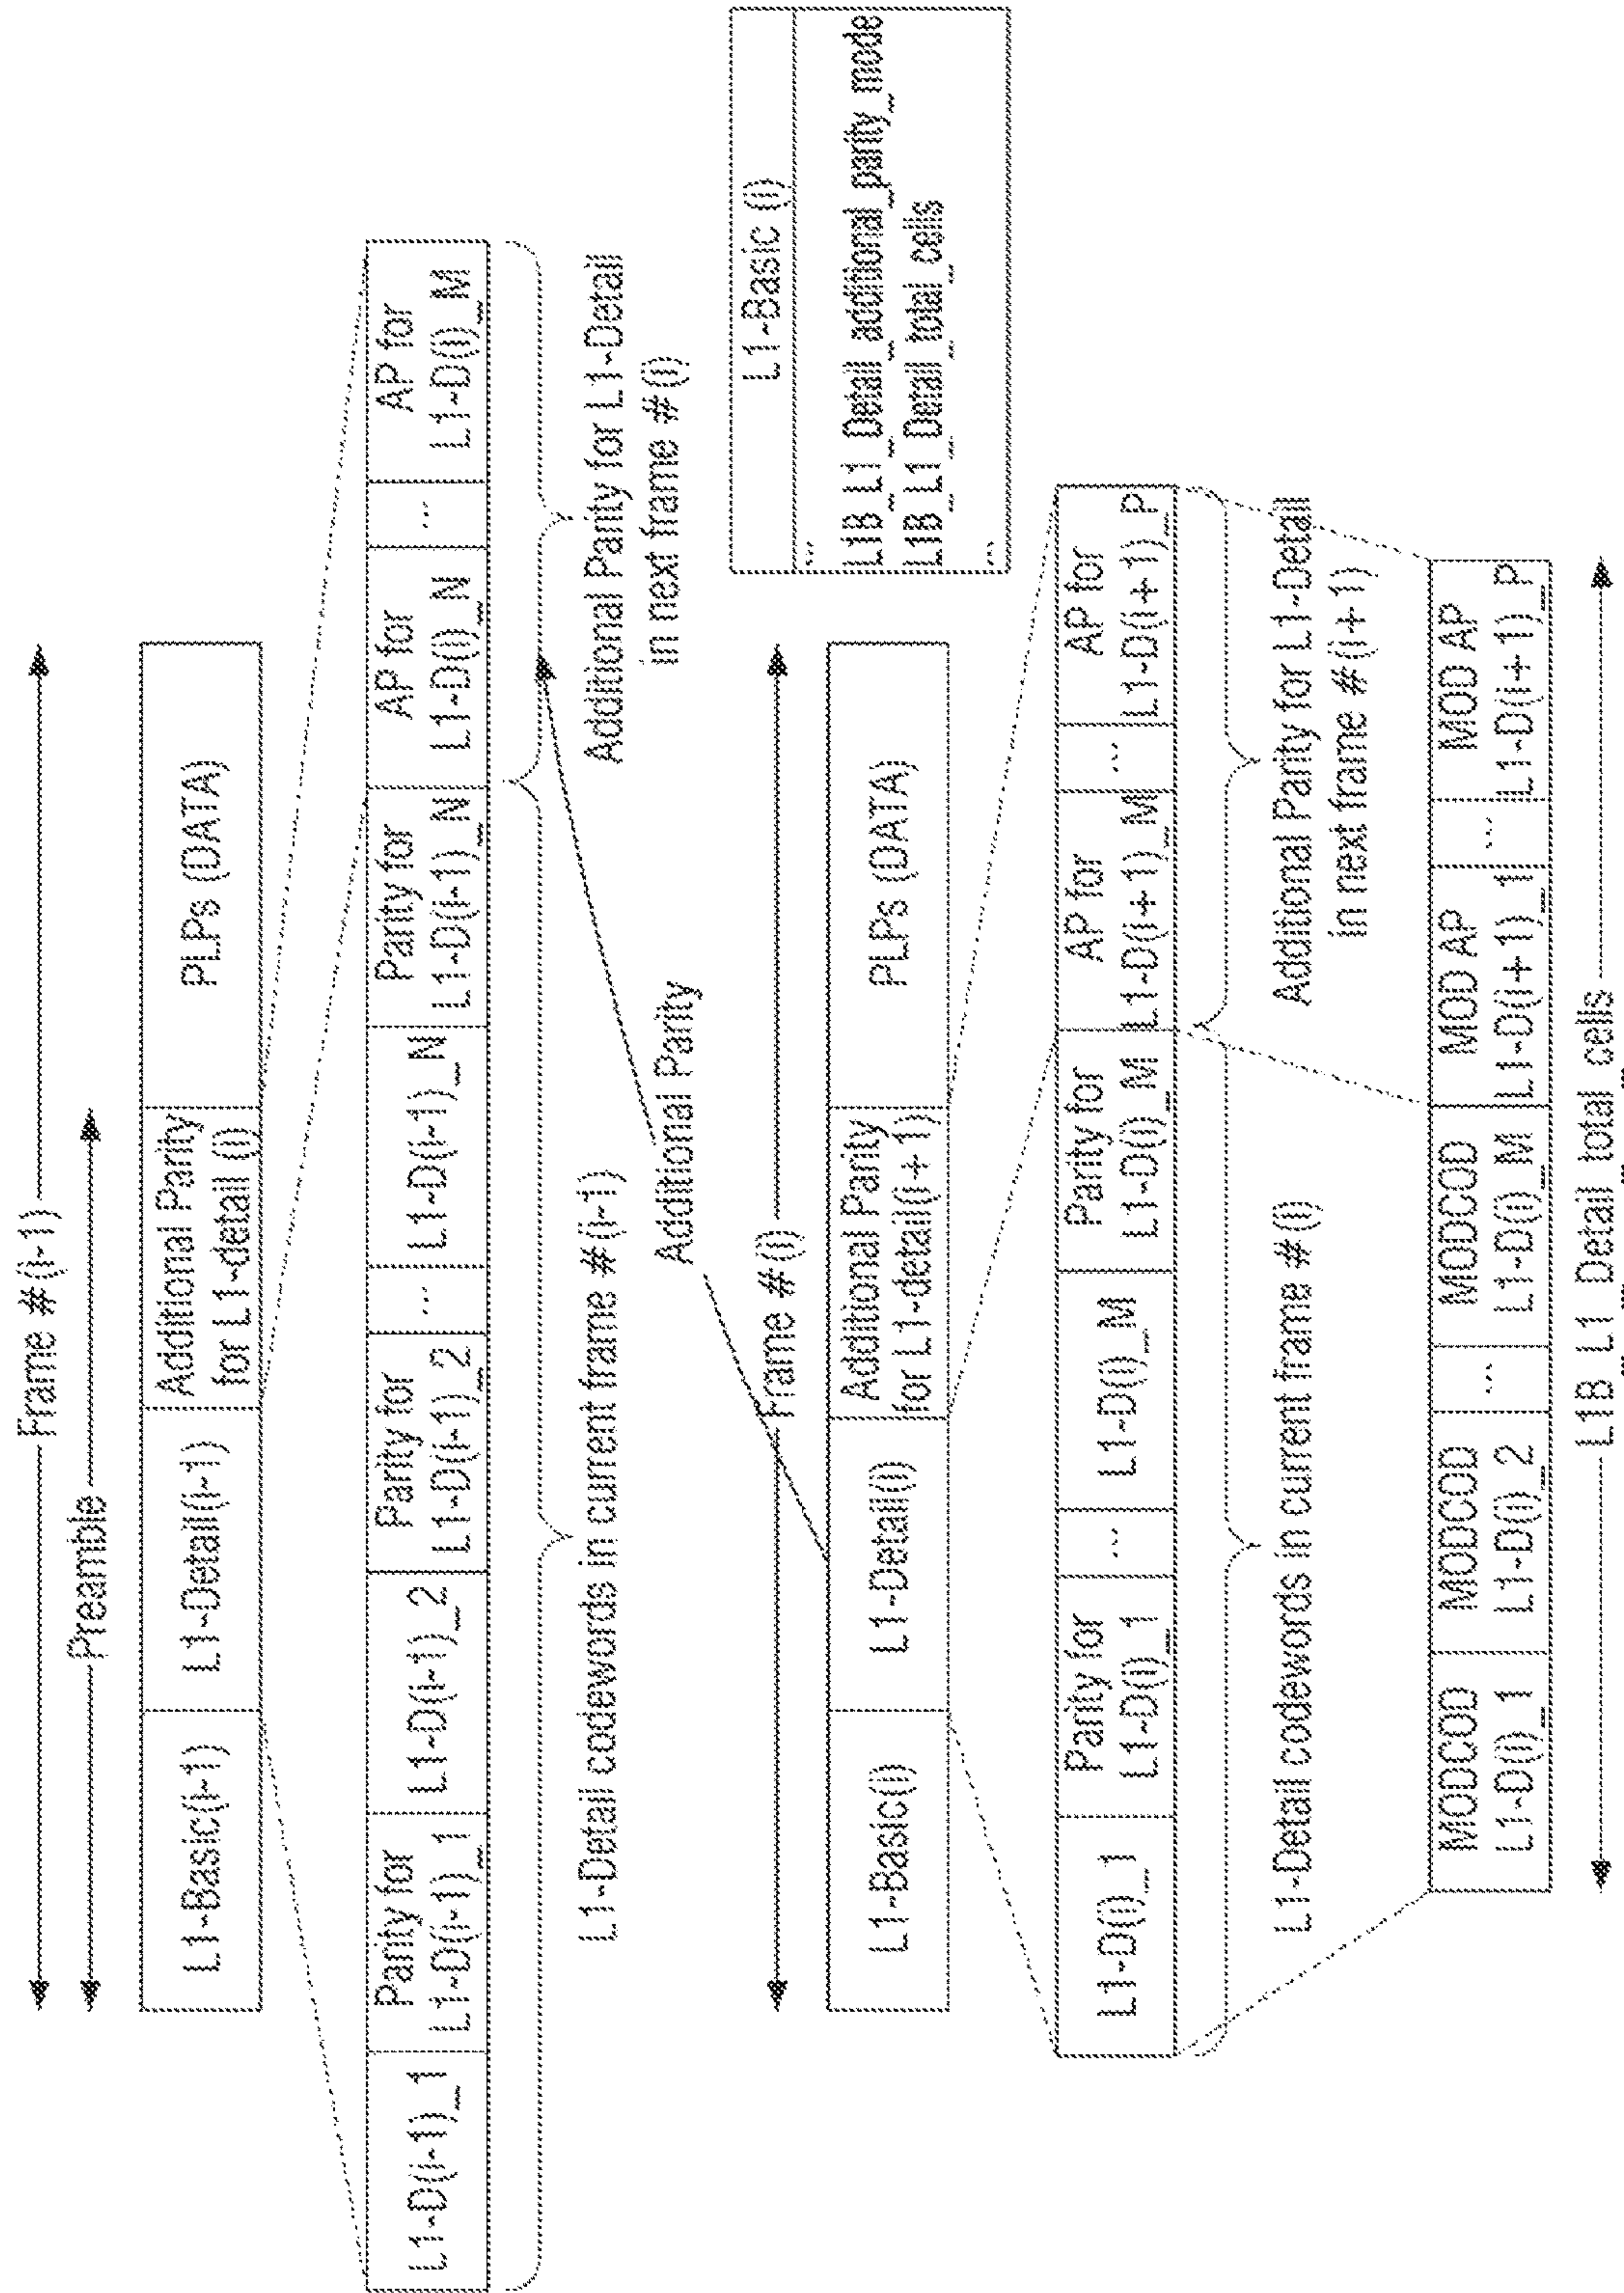 Frame #(i-1)
Preamble
L1-Basic(i-1)
L1-Detail(i-1)
Additional Parity
for L1-detail (i)
PLPs (DATA)
L1-D(i-1)_1
Parity for
L1-D(i-1)_1
L1-D(i-1)_2
Parity for
L1-D(i-1)_2
...
L1-D(i-1)_N
Parity for
L1-D(i-1)_N
AP for
L1-D(i)_N
...
AP for
L1-D(i)_M
L1-Detail codewords in current frame #(i-1)
Additional Parity for L1-Detail
in next frame #(i)
Additional Parity
L1-Basic (i)
...
L1B_L1_Detail_additional_parity_mode
L1B_L1_Detail_total_cells
...
Frame #(i)
L1-Basic(i)
L1-Detail(i)
Additional Parity
for L1-detail(i+1)
PLPs (DATA)
L1-D(i)_1
Parity for
L1-D(i)_1
...
L1-D(i)_M
Parity for
L1-D(i)_M
AP for
L1-D(i+1)_M
...
AP for
L1-D(i+1)_P
L1-Detail codewords in current frame #(i)
Additional Parity for L1-Detail
in next frame #(i+1)
MODCOD
L1-D(i)_1
MODCOD
L1-D(i)_2
...
MODCOD
L1-D(i)_M
MOD AP
L1-D(i+1)_1
...
MOD AP
L1-D(i+1)_P
L1B_L1_Detail_total_cells